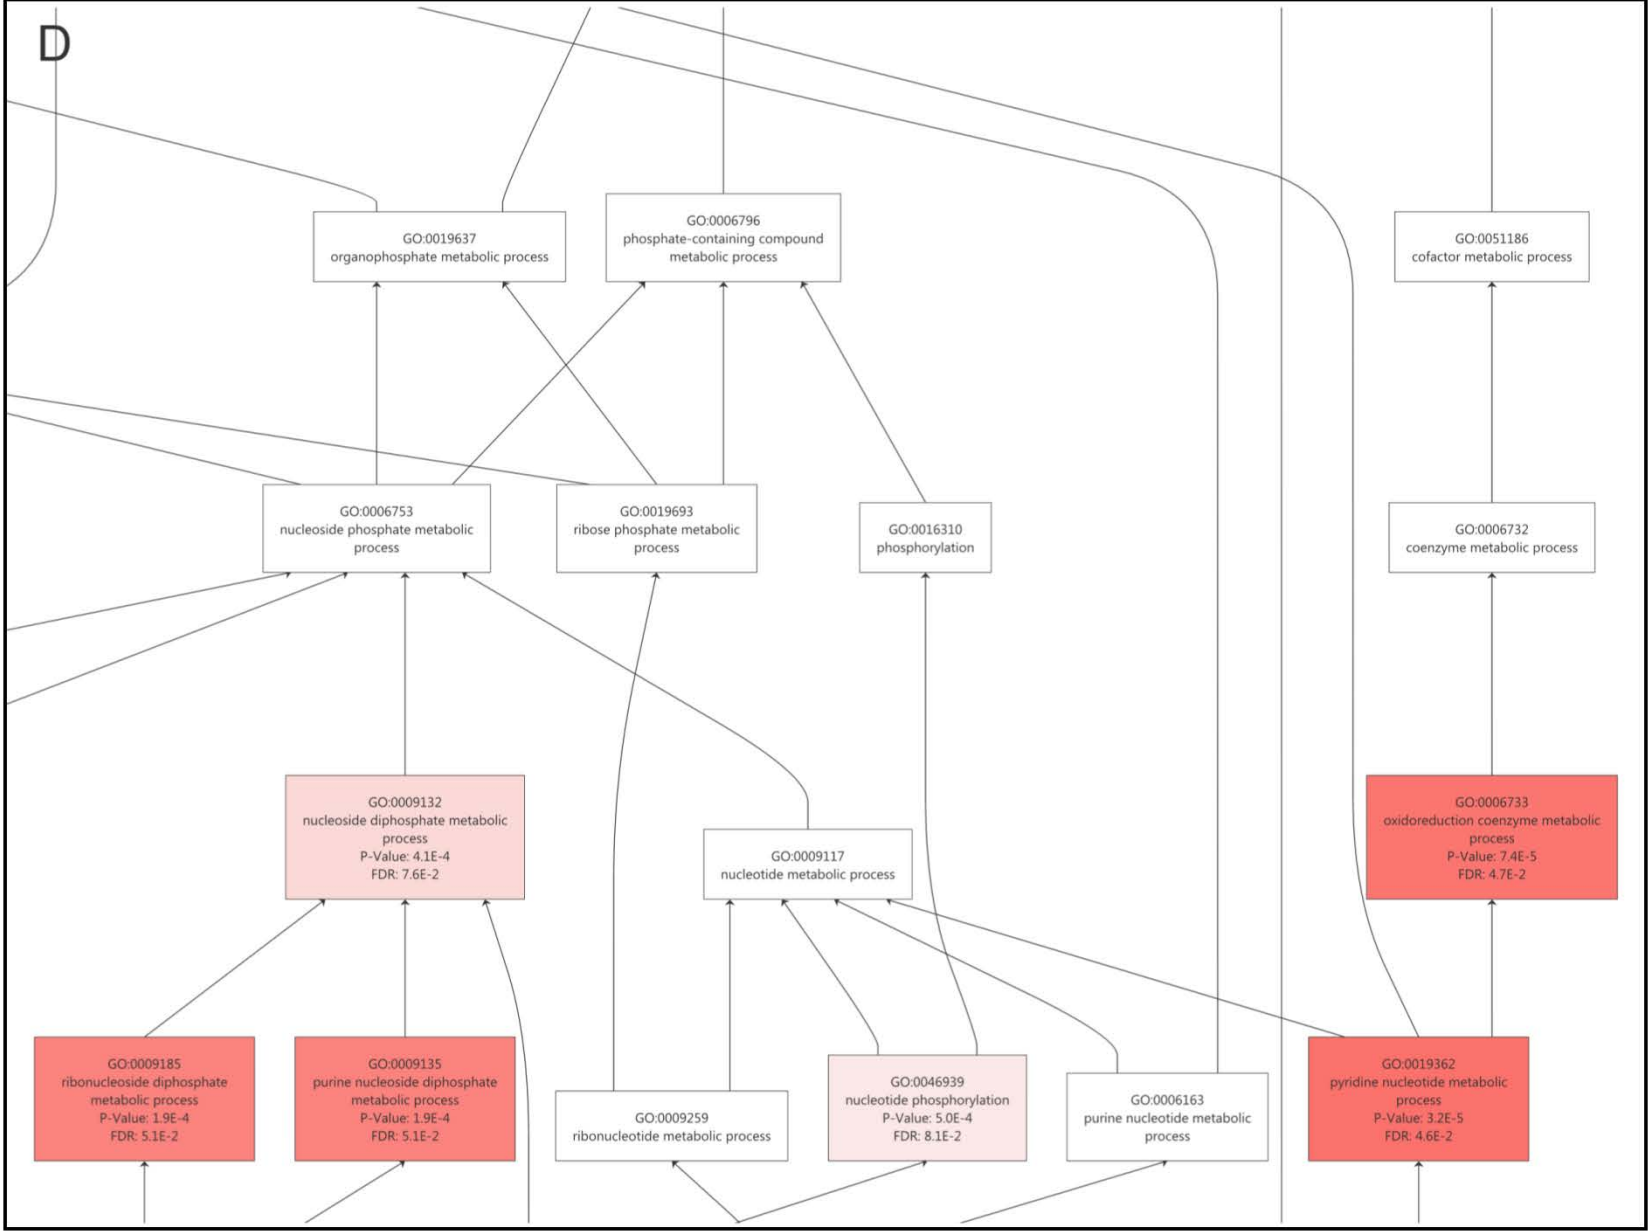 D
GO:0019637
organophosphate metabolic process
GO:0006796
phosphate-containing compound
metabolic process
GO:0051186
cofactor metabolic process
GO:0006753
nucleoside phosphate metabolic
process
GO:0019693
ribose phosphate metabolic
process
GO:0016310
phosphorylation
GO:0006732
coenzyme metabolic process
GO:0009132
nucleoside diphosphate metabolic
process
P-Value: 4.1E-4
FDR: 7.6E-2
GO:0009117
nucleotide metabolic process
GO:0006733
oxidoreduction coenzyme metabolic
process
P-Value: 7.4E-5
FDR: 4.7E-2
GO:0009185
ribonucleoside diphosphate
metabolic process
P-Value: 1.9E-4
FDR: 5.1E-2
GO:0009135
purine nucleoside diphosphate
metabolic process
P-Value: 1.9E-4
FDR: 5.1E-2
GO:0009259
ribonucleotide metabolic process
GO:0046939
nucleotide phosphorylation
P-Value: 5.0E-4
FDR: 8.1E-2
GO:0006163
purine nucleotide metabolic
process
GO:0019362
pyridine nucleotide metabolic
process
P-Value: 3.2E-5
FDR: 4.6E-2